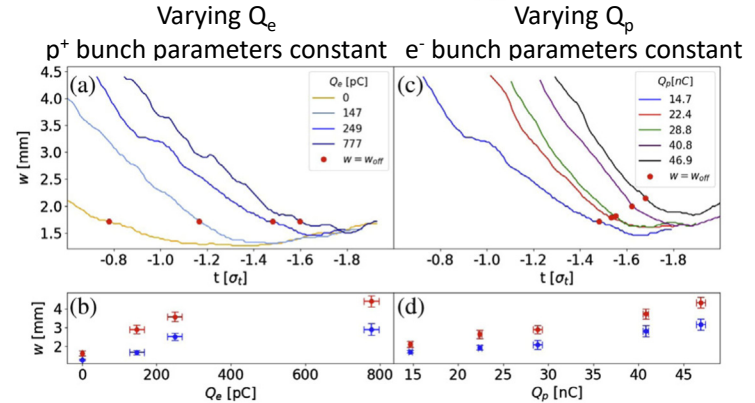 Varying Qₑ
p⁺ bunch parameters constant
Varying Qₚ
e⁻ bunch parameters constant
(a)
w [mm]
4.5
4.0
3.5
3.0
2.5
2.0
1.5
Qₑ [pC]
0
147
249
777
w = w_off
-0.8 -1.0 -1.2 -1.4 -1.6 -1.8
t [σₜ]
(c)
Qₚ[nC]
14.7
22.4
28.8
40.8
46.9
w = w_off
-0.8 -1.0 -1.2 -1.4 -1.6 -1.8
t [σₜ]
(b)
w [mm]
4
3
2
0 200 400 600 800
Qₑ [pC]
(d)
15 20 25 30 35 40 45
Qₚ [nC]